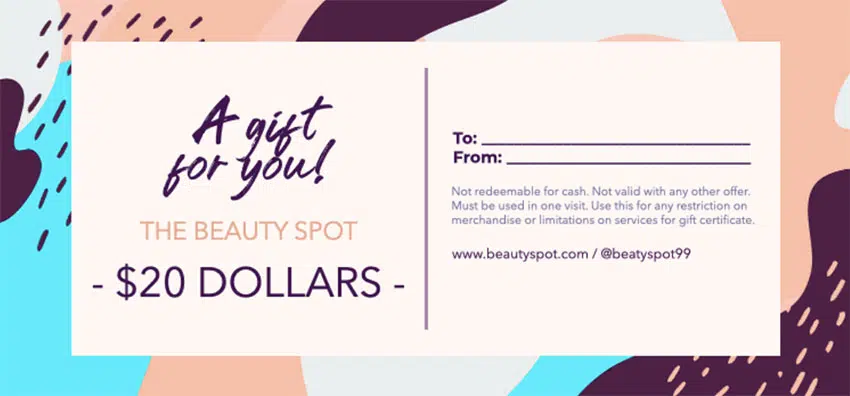 A gift
for you!
THE BEAUTY SPOT
- $20 DOLLARS -
To: ______________________________
From: ___________________________
Not redeemable for cash. Not valid with any other offer.
Must be used in one visit. Use this for any restriction on
merchandise or limitations on services for gift certificate.
www.beautyspot.com / @beatyspot99